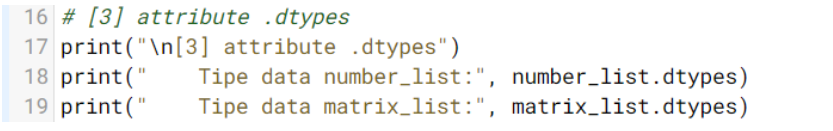 16 # [3] attribute .dtypes
17 print("\n[3] attribute .dtypes")
18 print("    Tipe data number_list:", number_list.dtypes)
19 print("    Tipe data matrix_list:", matrix_list.dtypes)